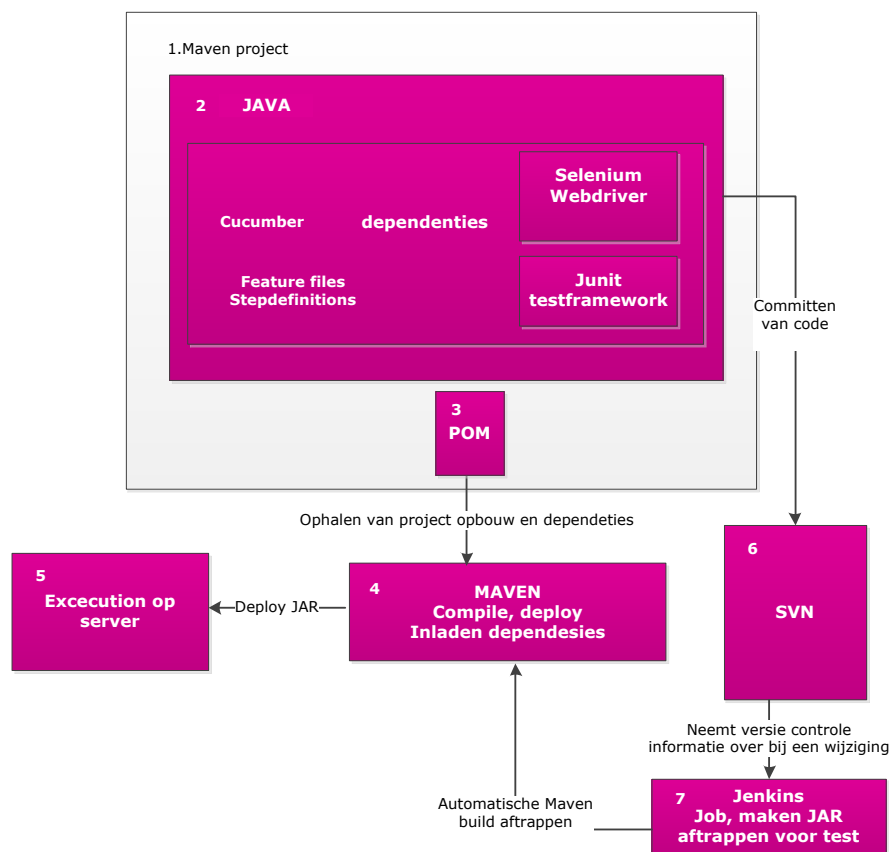 1.Maven project
2 JAVA
Selenium
Webdriver
Cucumber
dependenties
Feature files
Stepdefinitions
Junit
testframework
Committen
van code
3
POM
Ophalen van project opbouw en dependeties
5
Excecution op
server
Deploy JAR
4
MAVEN
Compile, deploy
Inladen dependesies
6
SVN
Neemt versie controle
informatie over bij een wijziging
Automatische Maven
build aftrappen
7
Jenkins
Job, maken JAR
aftrappen voor test